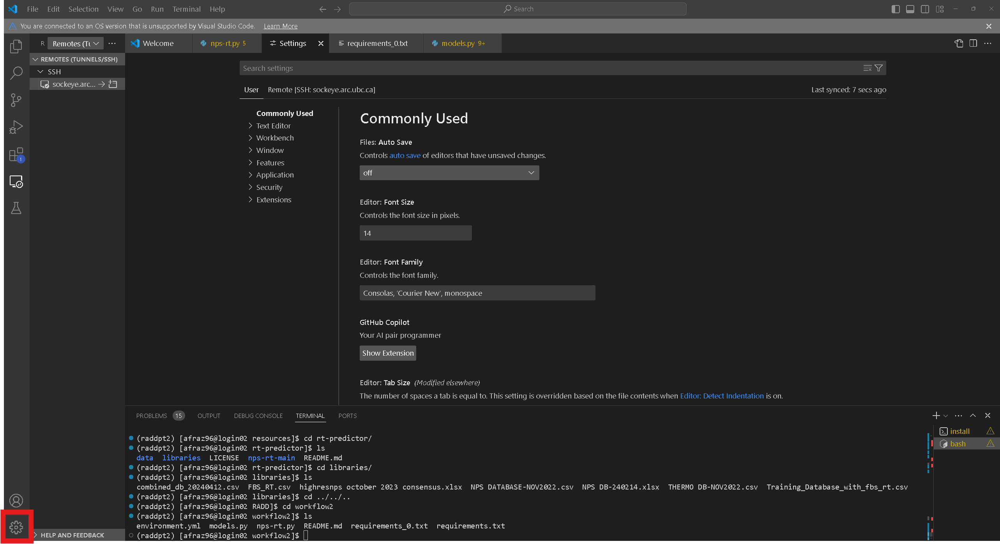 File Edit Selection View Go Run Terminal Help
Search
You are connected to an OS version that is unsupported by Visual Studio Code. Learn More
R Remotes (Tu
Welcome
nps-rt.py 5
Settings
requirements_0.txt
models.py 9+
REMOTES (TUNNELS/SSH)
SSH
sockeye.arc...
1
Search settings
User Remote [SSH: sockeye.arc.ubc.ca]
Last synced: 7 secs ago
Commonly Used
Text Editor
Workbench
Window
Features
Application
Security
Extensions
Commonly Used
Files: Auto Save
Controls auto save of editors that have unsaved changes.
off
Editor: Font Size
Controls the font size in pixels.
14
Editor: Font Family
Controls the font family.
Consolas, 'Courier New', monospace
GitHub Copilot
Your AI pair programmer
Show Extension
Editor: Tab Size (Modified elsewhere)
The number of spaces a tab is equal to. This setting is overridden based on the file contents when Editor: Detect Indentation is on.
PROBLEMS 15 OUTPUT DEBUG CONSOLE TERMINAL PORTS
(raddpt2) [afraz96@login02 resources]$ cd rt-predictor/
(raddpt2) [afraz96@login02 rt-predictor]$ ls
data libraries LICENSE nps-rt-main README.md
(raddpt2) [afraz96@login02 rt-predictor]$ cd libraries/
(raddpt2) [afraz96@login02 libraries]$ ls
combined_db_20240412.csv FBS_RT.csv highresnps october 2023 consensus.xlsx NPS DATABASE-NOV2022.csv NPS DB-240214.xlsx THERMO DB-NOV2022.csv Training_Database_with_fbs_rt.csv
(raddpt2) [afraz96@login02 libraries]$ cd ../../..
(raddpt2) [afraz96@login02 RADD]$ cd workflow2
(raddpt2) [afraz96@login02 workflow2]$ ls
environment.yml models.py nps-rt.py README.md requirements_0.txt requirements.txt
(raddpt2) [afraz96@login02 workflow2]$
install
bash
HELP AND FEEDBACK